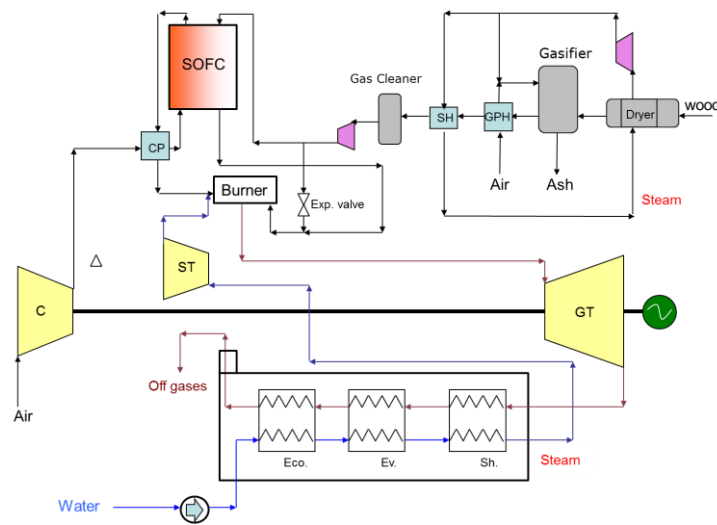 SOFC
Gasifier
Gas Cleaner
wood
SH
GPH
Dryer
CP
Air
Ash
Steam
Burner
Exp. valve
ST
C
GT
Off gases
Air
Eco.
Ev.
Sh.
Steam
Water